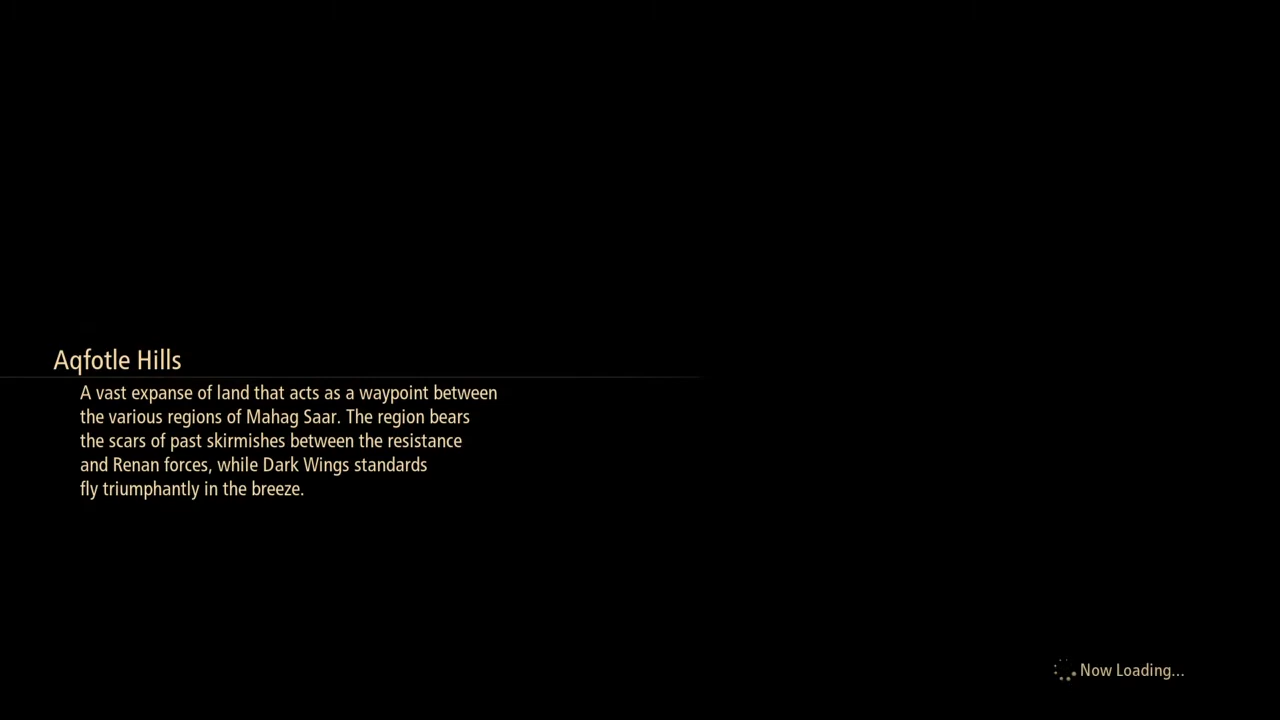 Aqfotle Hills
A vast expanse of land that acts as a waypoint between
the various regions of Mahag Saar. The region bears
the scars of past skirmishes between the resistance
and Renan forces, while Dark Wings standards
fly triumphantly in the breeze.
Now Loading...